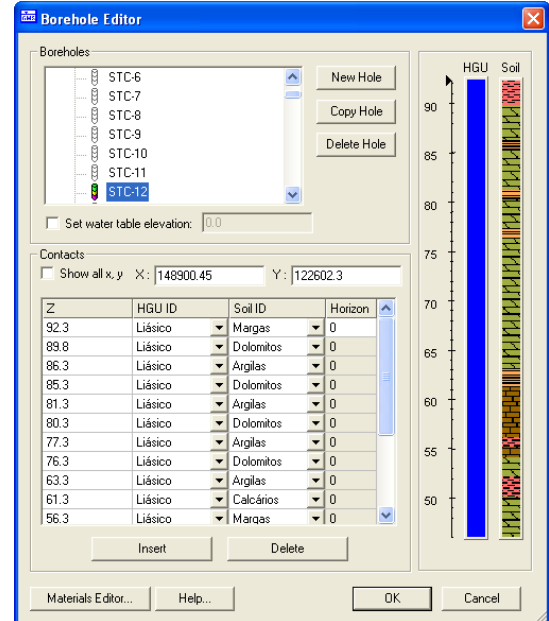 Borehole Editor
Boreholes
STC-6
STC-7
STC-8
STC-9
STC-10
STC-11
STC-12
New Hole
Copy Hole
Delete Hole
Set water table elevation: 0.0
Contacts
Show all x, y X: 148900.45 Y: 122602.3
Z HGU ID Soil ID Horizon
92.3 Liásico Margas 0
89.8 Liásico Dolomitos 0
86.3 Liásico Argilas 0
85.3 Liásico Dolomitos 0
81.3 Liásico Argilas 0
80.3 Liásico Dolomitos 0
77.3 Liásico Argilas 0
76.3 Liásico Dolomitos 0
63.3 Liásico Argilas 0
61.3 Liásico Calcários 0
56.3 Liásico Margas 0
Insert Delete
Materials Editor... Help... OK Cancel
HGU Soil
90
85
80
75
70
65
60
55
50